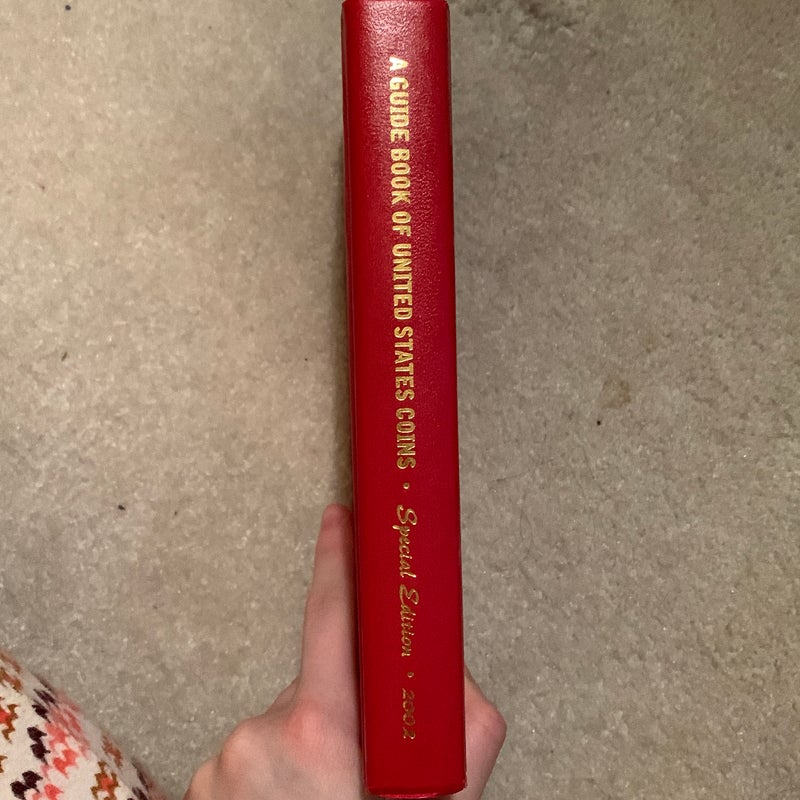 A GUIDE BOOK OF UNITED STATES COINS • Special Edition • 2002